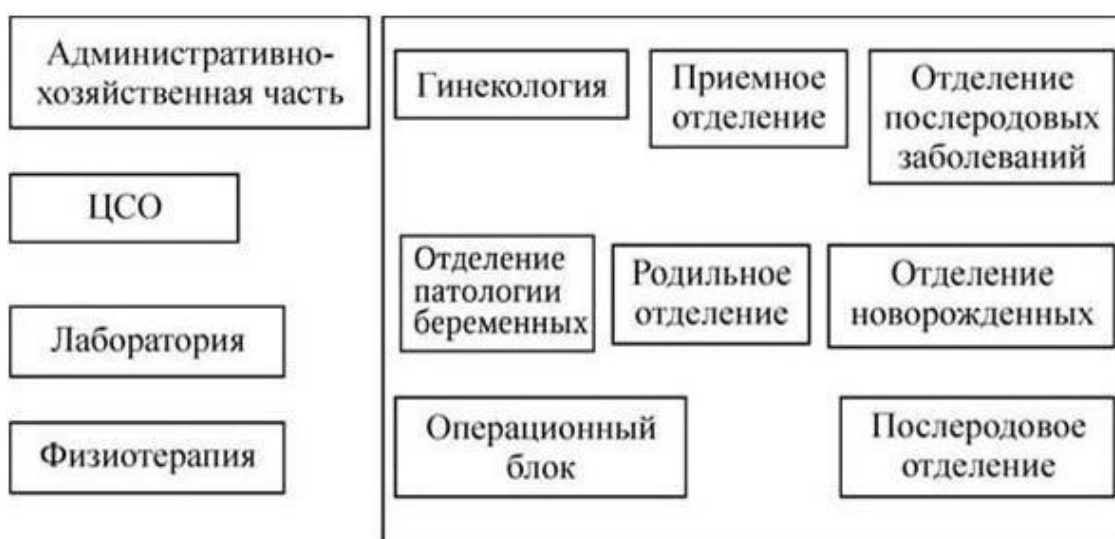 Административно-
хозяйственная часть
ЦСО
Лаборатория
Физиотерапия
Гинекология
Приемное
отделение
Отделение
послеродовых
заболеваний
Отделение
патологии
беременных
Родильное
отделение
Отделение
новорожденных
Операционный
блок
Послеродовое
отделение